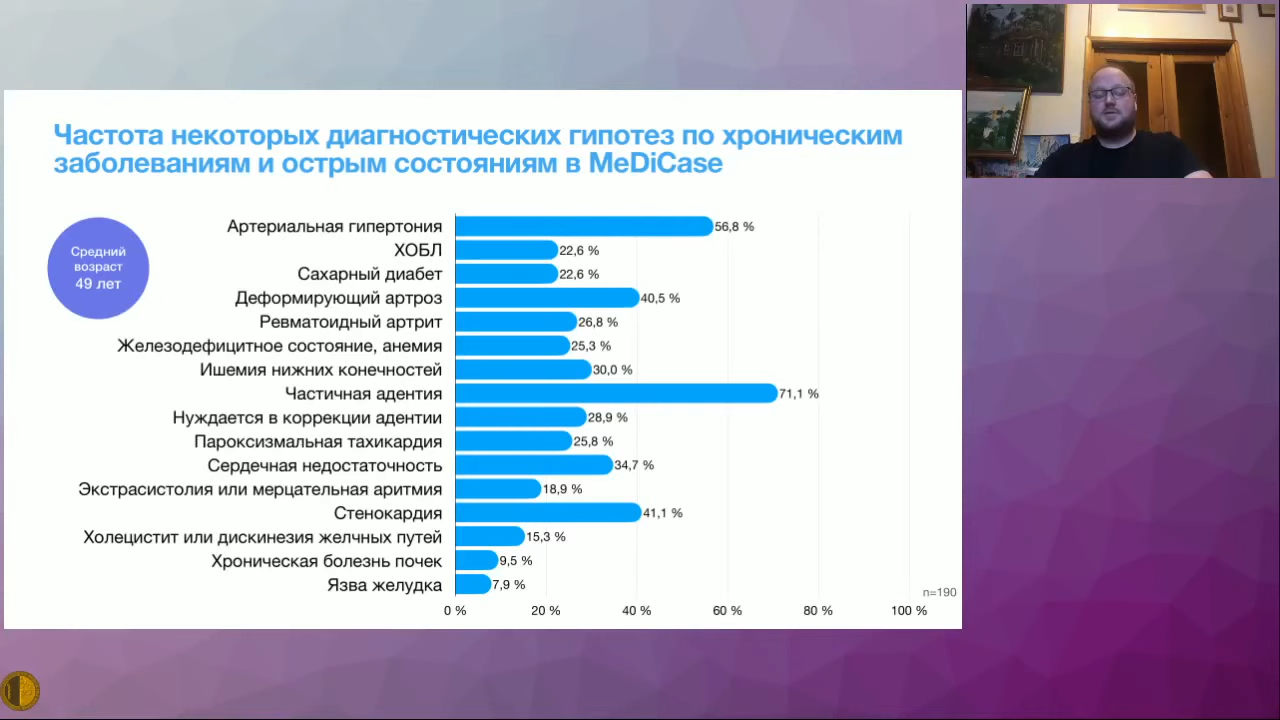 Частота некоторых диагностических гипотез по хроническим
заболеваниям и острым состояниям в MeDiCase
Средний
возраст
49 лет
Артериальная гипертония 56,8 %
ХОБЛ 22,6 %
Сахарный диабет 22,6 %
Деформирующий артроз 40,5 %
Ревматоидный артрит 26,8 %
Железодефицитное состояние, анемия 25,3 %
Ишемия нижних конечностей 30,0 %
Частичная адентия 71,1 %
Нуждается в коррекции адентии 28,9 %
Пароксизмальная тахикардия 25,8 %
Сердечная недостаточность 34,7 %
Экстрасистолия или мерцательная аритмия 18,9 %
Стенокардия 41,1 %
Холецистит или дискинезия желчных путей 15,3 %
Хроническая болезнь почек 9,5 %
Язва желудка 7,9 %
n=190
0 % 20 % 40 % 60 % 80 % 100 %